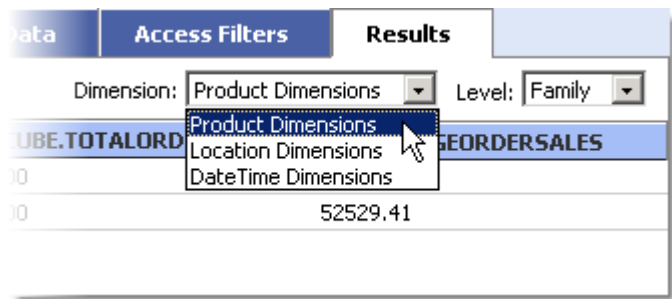 Data Access Filters Results
Dimension: Product Dimensions Level: Family
Product Dimensions
CUBE.TOTALORD GEORDERSALES
Location Dimensions
00
DateTime Dimensions
00 52529.41